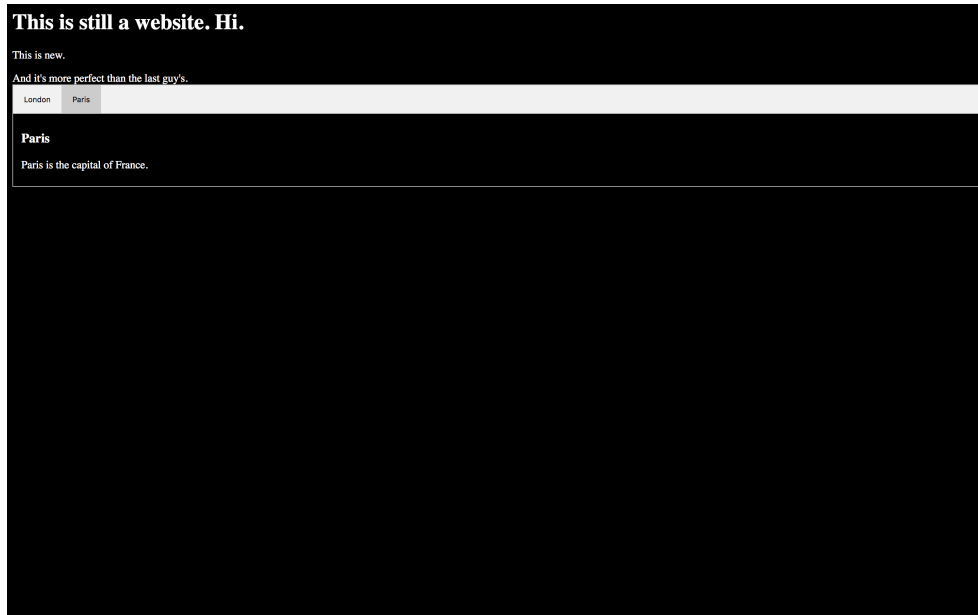 This is still a website. Hi.
This is new.
And it's more perfect than the last guy's.
London Paris
Paris
Paris is the capital of France.